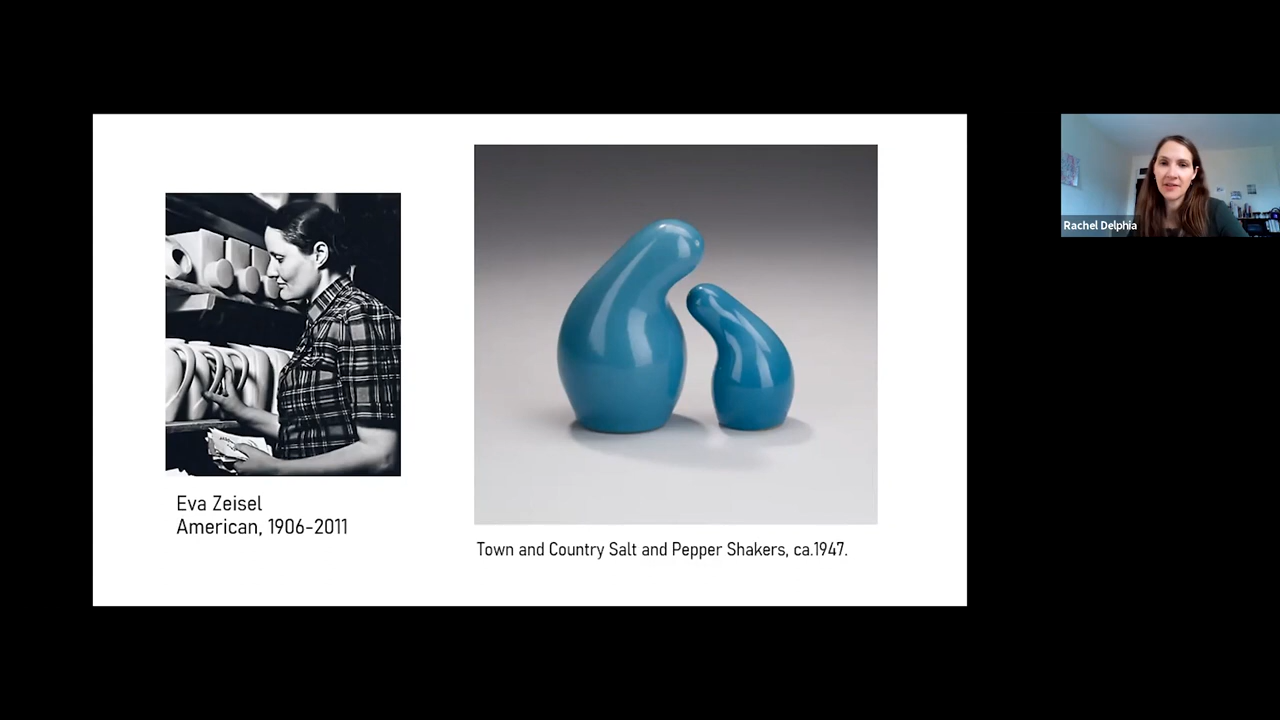 Rachel Delphia
Eva Zeisel
American, 1906-2011
Town and Country Salt and Pepper Shakers, ca.1947.